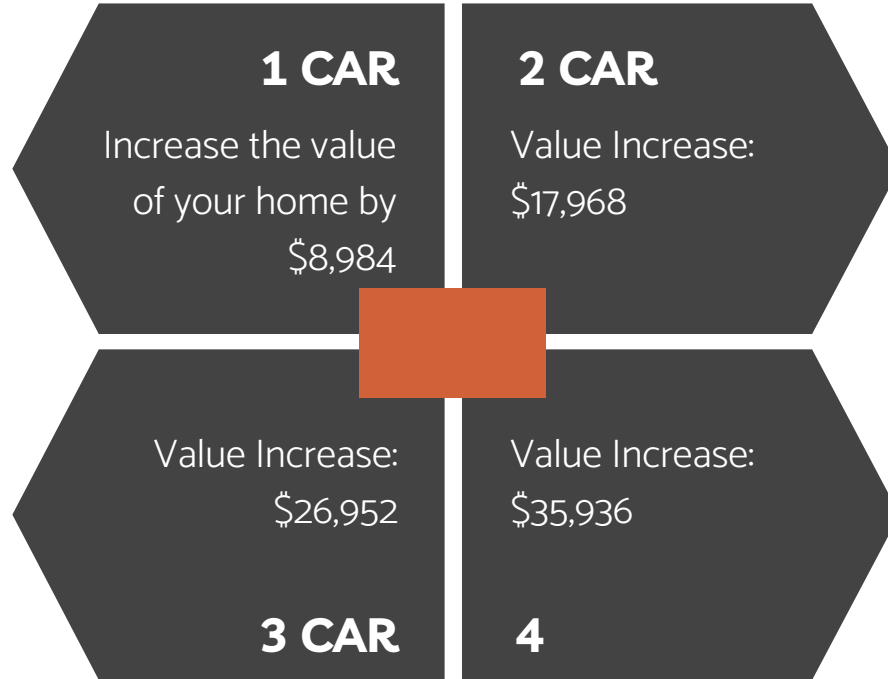 1 CAR
Increase the value
of your home by
$8,984
2 CAR
Value Increase:
$17,968
Value Increase:
$26,952
3 CAR
Value Increase:
$35,936
4